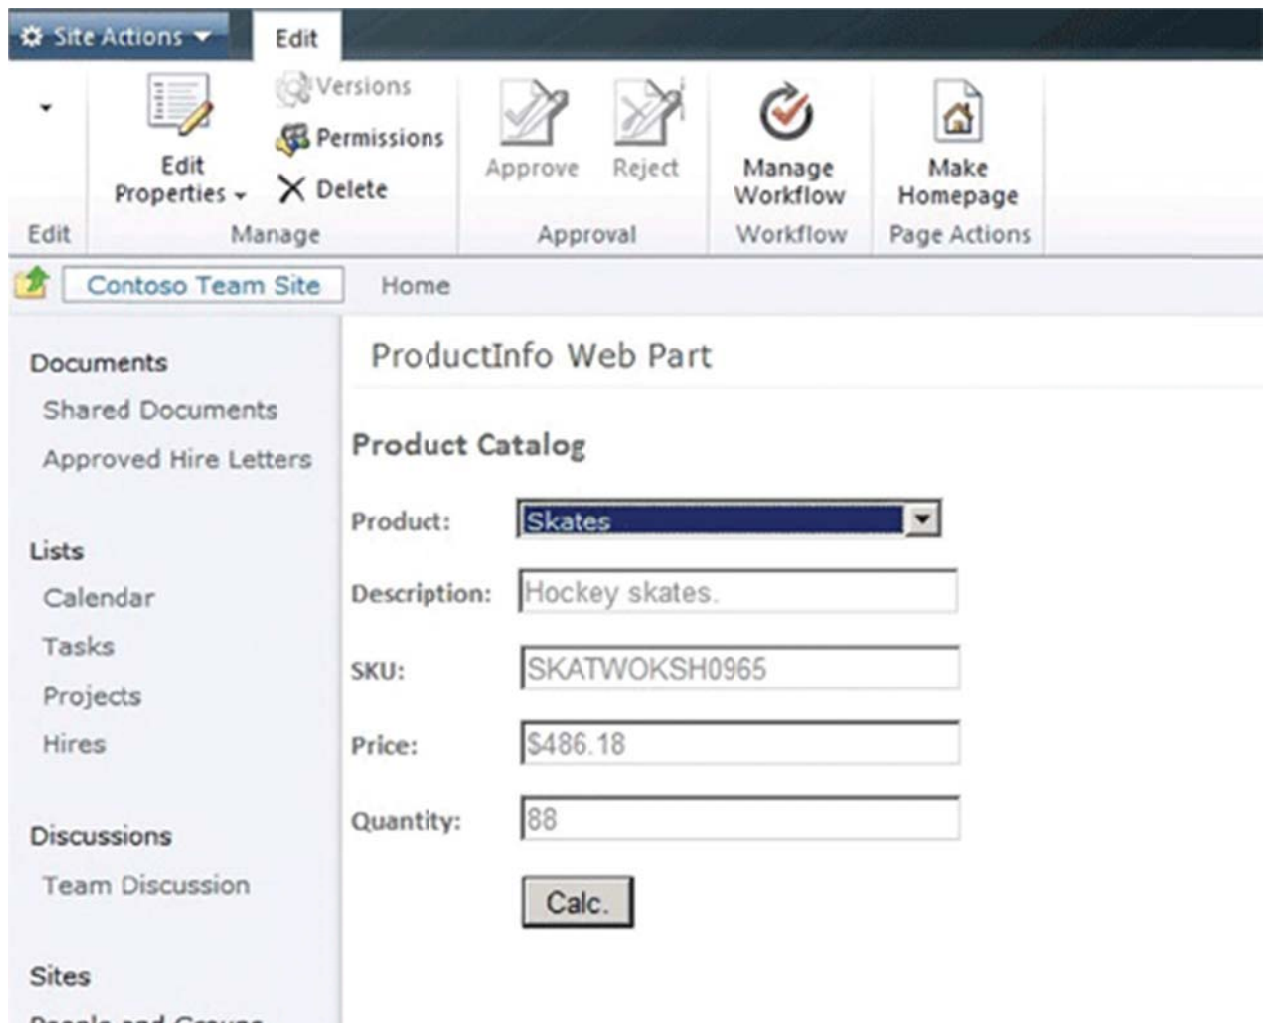 Site Actions
Edit
Edit Properties
Versions
Permissions
Delete
Approve
Reject
Manage Workflow
Make Homepage
Edit
Manage
Approval
Workflow
Page Actions
Contoso Team Site
Home
Documents
Shared Documents
Approved Hire Letters
Lists
Calendar
Tasks
Projects
Hires
Discussions
Team Discussion
Sites
People and Groups
ProductInfo Web Part
Product Catalog
Product: Skates
Description: Hockey skates.
SKU: SKATWOKSH0965
Price: $486.18
Quantity: 88
Calc.